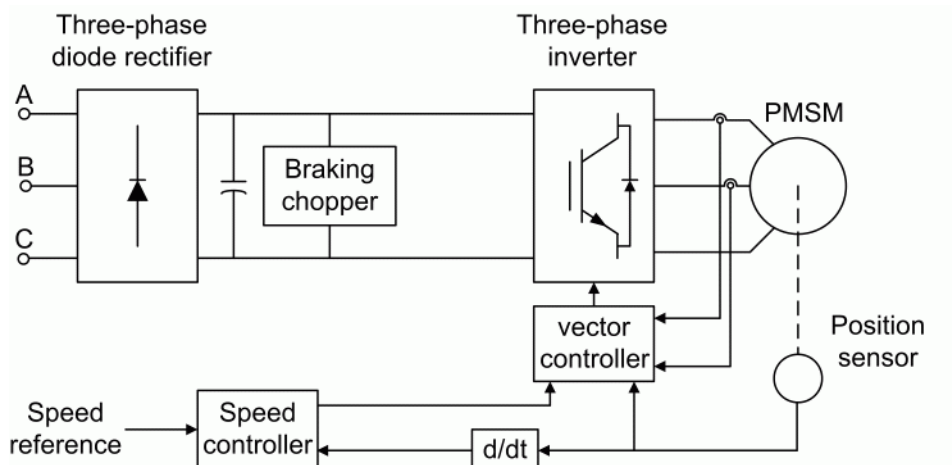 Three-phase
diode rectifier
Three-phase
inverter
A
B
C
Braking
chopper
PMSM
vector
controller
Position
sensor
Speed
reference
Speed
controller
d/dt